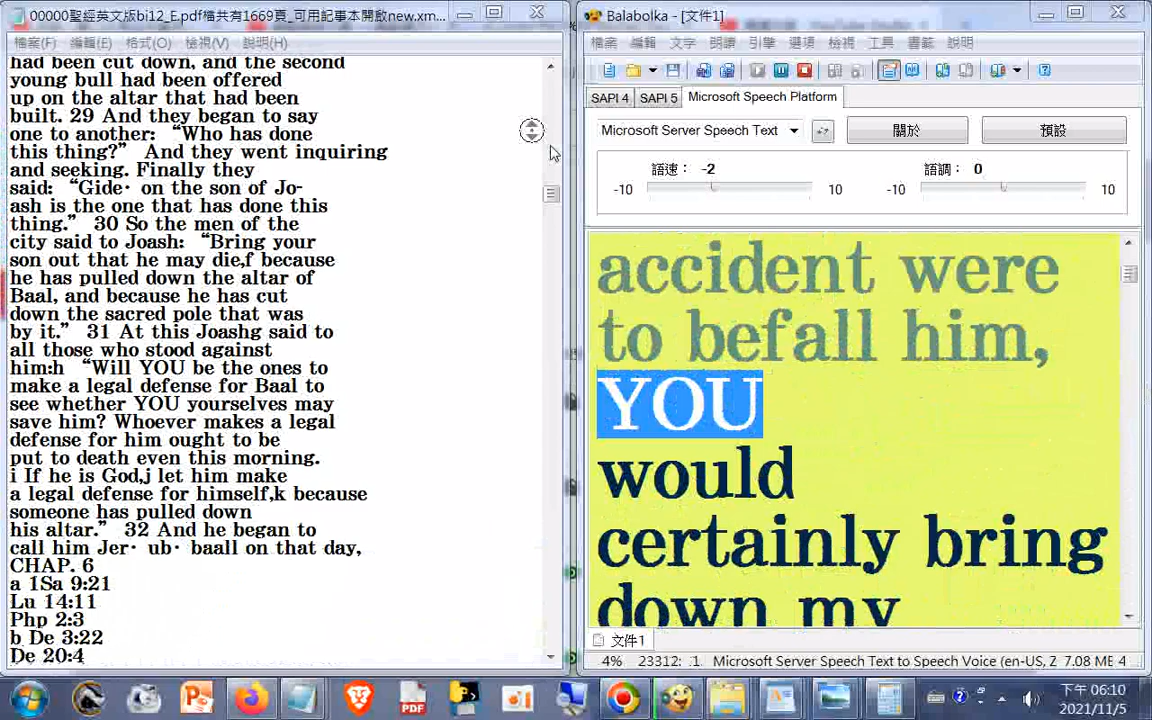 00000聖經英文版bi12_E.pdf檔共有1669頁_可用記事本開啟new.xm...
檔案(F) 編輯(E) 格式(O) 檢視(V) 說明(H)
had been cut down, and the second
young bull had been offered
up on the altar that had been
built. 29 And they began to say
one to another: “Who has done
this thing?” And they went inquiring
and seeking. Finally they
said: “Gide· on the son of Jo-
ash is the one that has done this
thing.” 30 So the men of the
city said to Joash: “Bring your
son out that he may die,f because
he has pulled down the altar of
Baal, and because he has cut
down the sacred pole that was
by it.” 31 At this Joashg said to
all those who stood against
him:h “Will YOU be the ones to
make a legal defense for Baal to
see whether YOU yourselves may
save him? Whoever makes a legal
defense for him ought to be
put to death even this morning.
i If he is God,j let him make
a legal defense for himself,k because
someone has pulled down
his altar.” 32 And he began to
call him Jer· ub· baall on that day,
CHAP. 6
a 1Sa 9:21
Lu 14:11
Php 2:3
b De 3:22
De 20:4
Balabolka - [文件1]
檔案 編輯 文字 朗讀 引擎 選項 檢視 工具 書籤 說明
SAPI 4 SAPI 5 Microsoft Speech Platform
Microsoft Server Speech Text 關於 預設
語速： -2 語調： 0
-10 10 -10 10
accident were
to befall him,
YOU
would
certainly bring
down my
文件1
4% 23312: :1. Microsoft Server Speech Text to Speech Voice (en-US, Z 7.08 MB 4
PDF
下午 06:10
2021/11/5